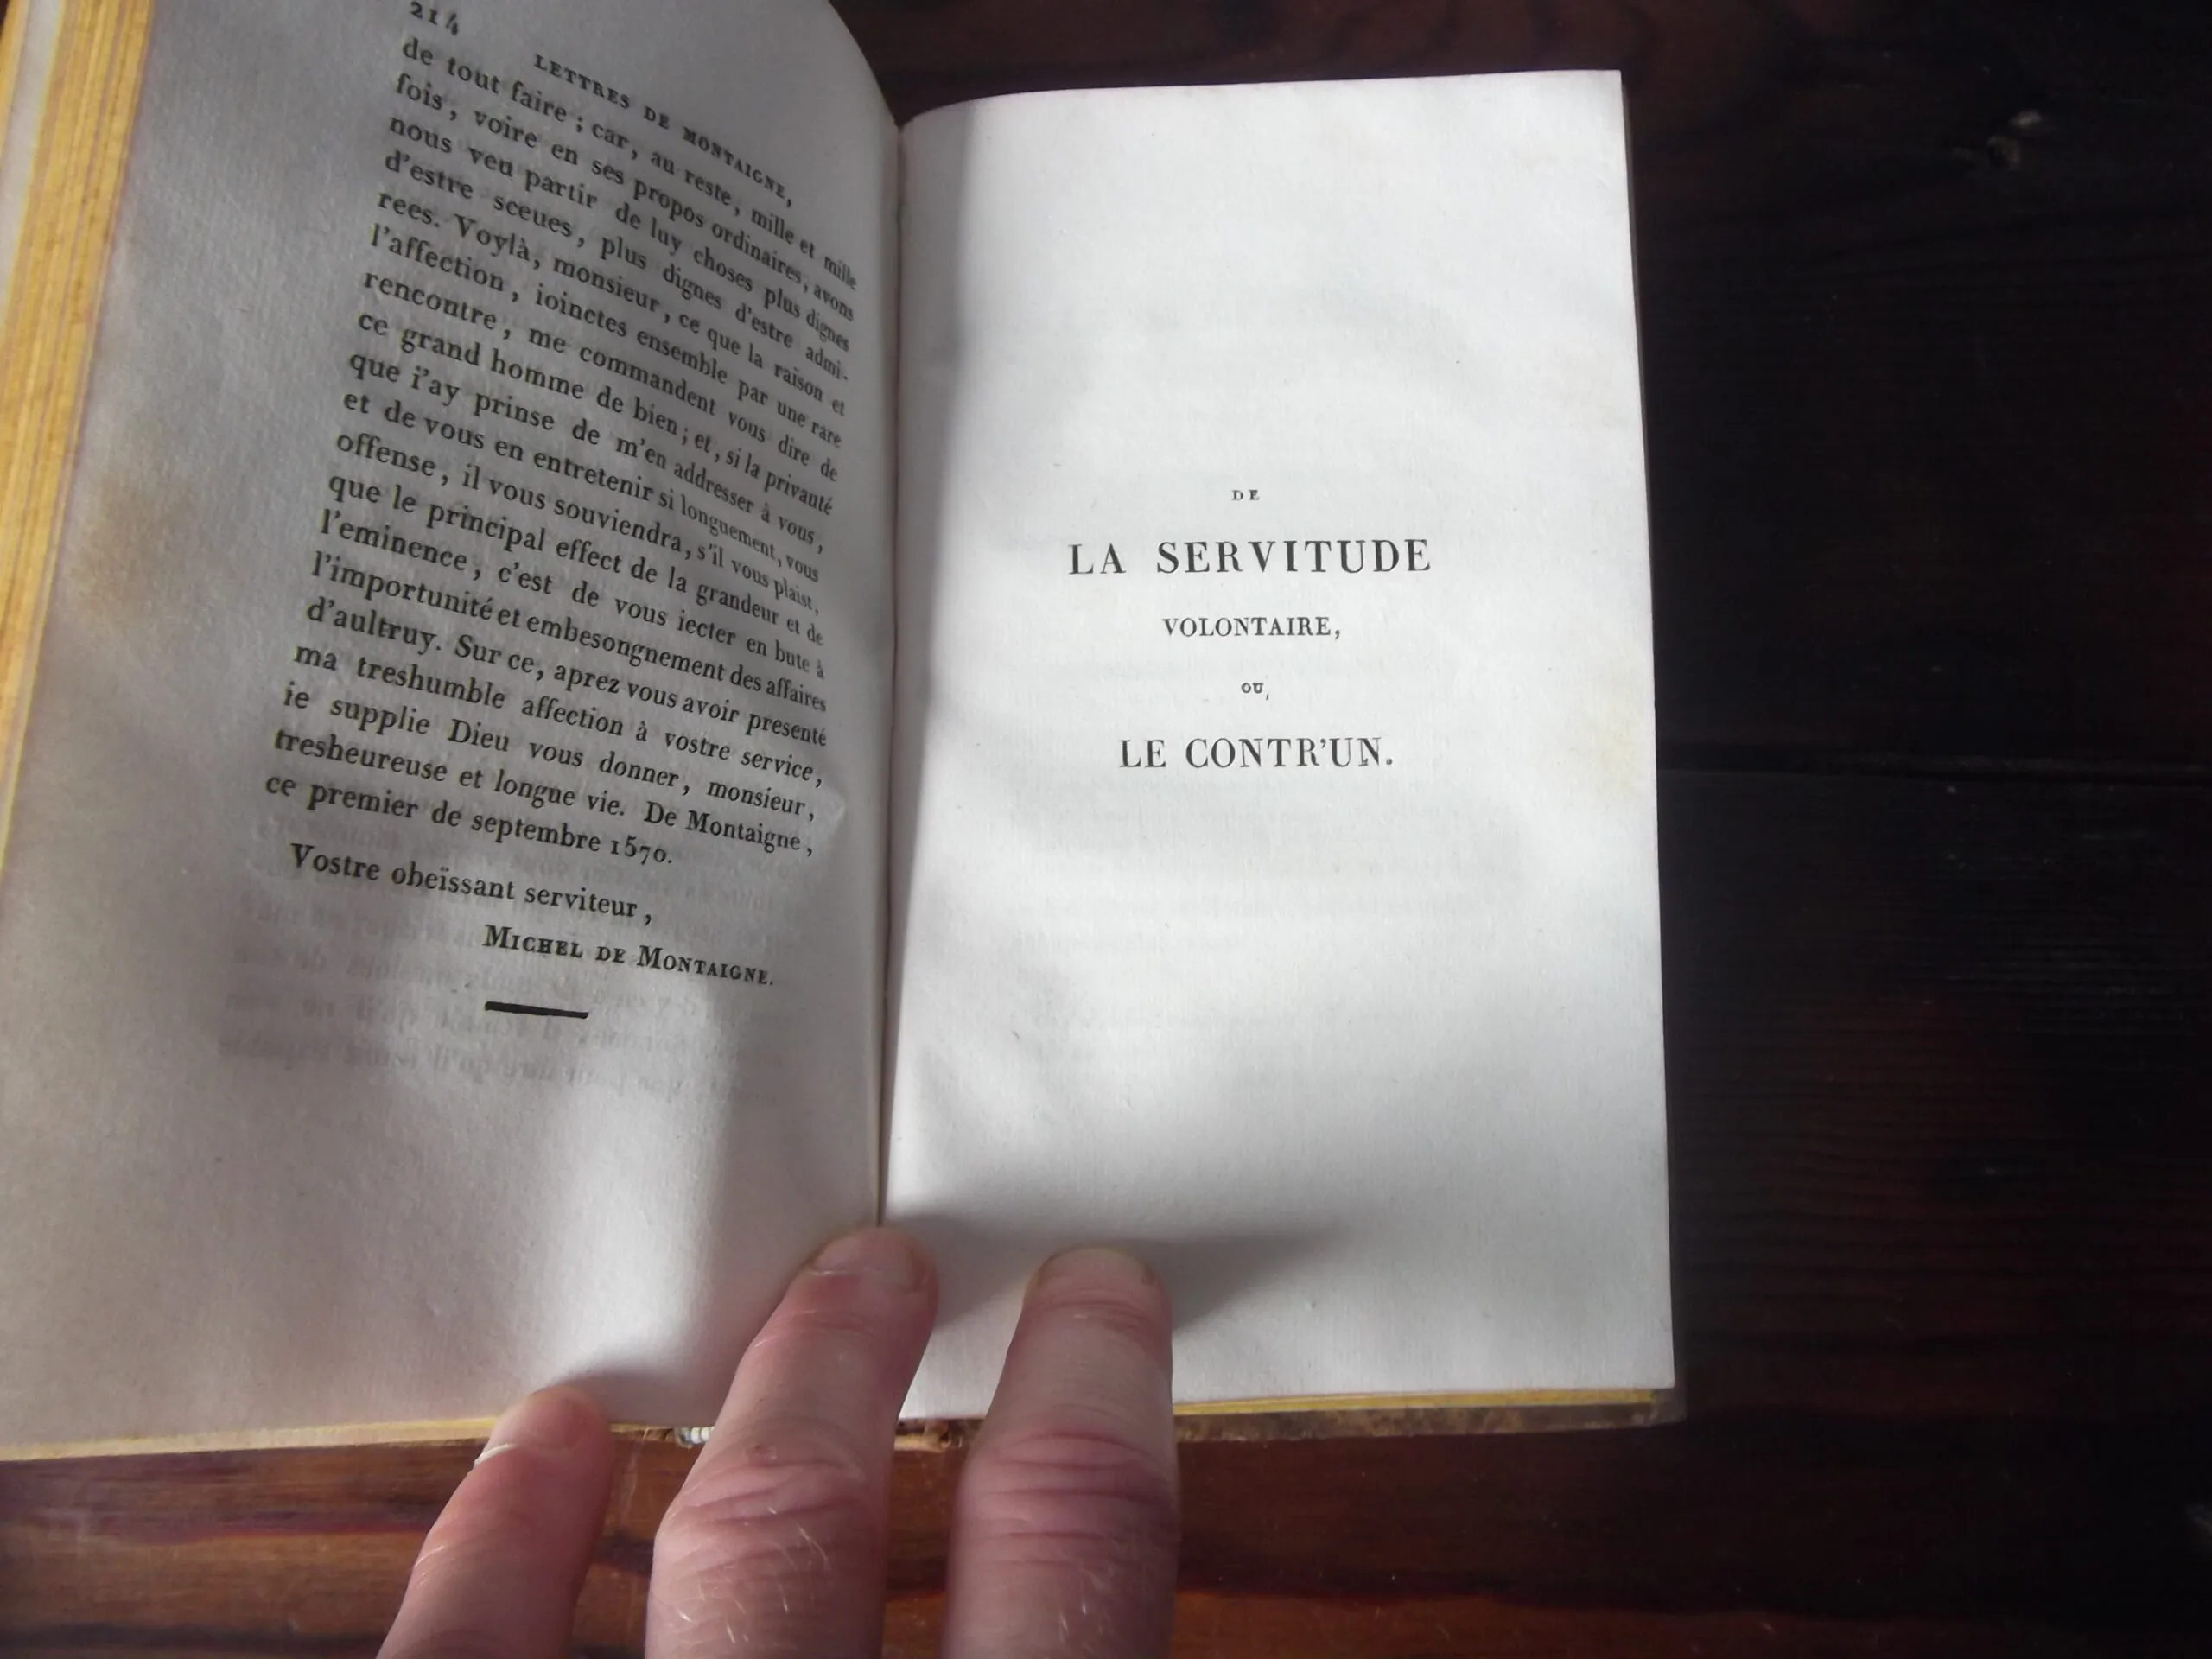 214
LETTRES DE MONTAIGNE,
de tout faire ; car, au reste, mille et mille
fois, voire en ses propos ordinaires, avons
nous veu partir de luy choses plus dignes
d'estre sceues, plus dignes d'estre admi-
rees. Voylà, monsieur, ce que la raison et
l'affection, ioinctes ensemble par une rare
rencontre, me commandent vous dire de
ce grand homme de bien ; et, si la privauté
que i'ay prinse de m'en addresser à vous,
et de vous en entretenir si longuement, vous
offense, il vous souviendra, s'il vous plaist,
que le principal effect de la grandeur et de
l'eminence, c'est de vous iecter en bute à
l'importunité et embesongnement des affaires
d'aultruy. Sur ce, aprez vous avoir presenté
ma treshumble affection à vostre service,
ie supplie Dieu vous donner, monsieur,
tresheureuse et longue vie. De Montaigne,
ce premier de septembre 1570.
Vostre obeïssant serviteur,
MICHEL DE MONTAIGNE.
DE
LA SERVITUDE
VOLONTAIRE,
OU,
LE CONTR'UN.